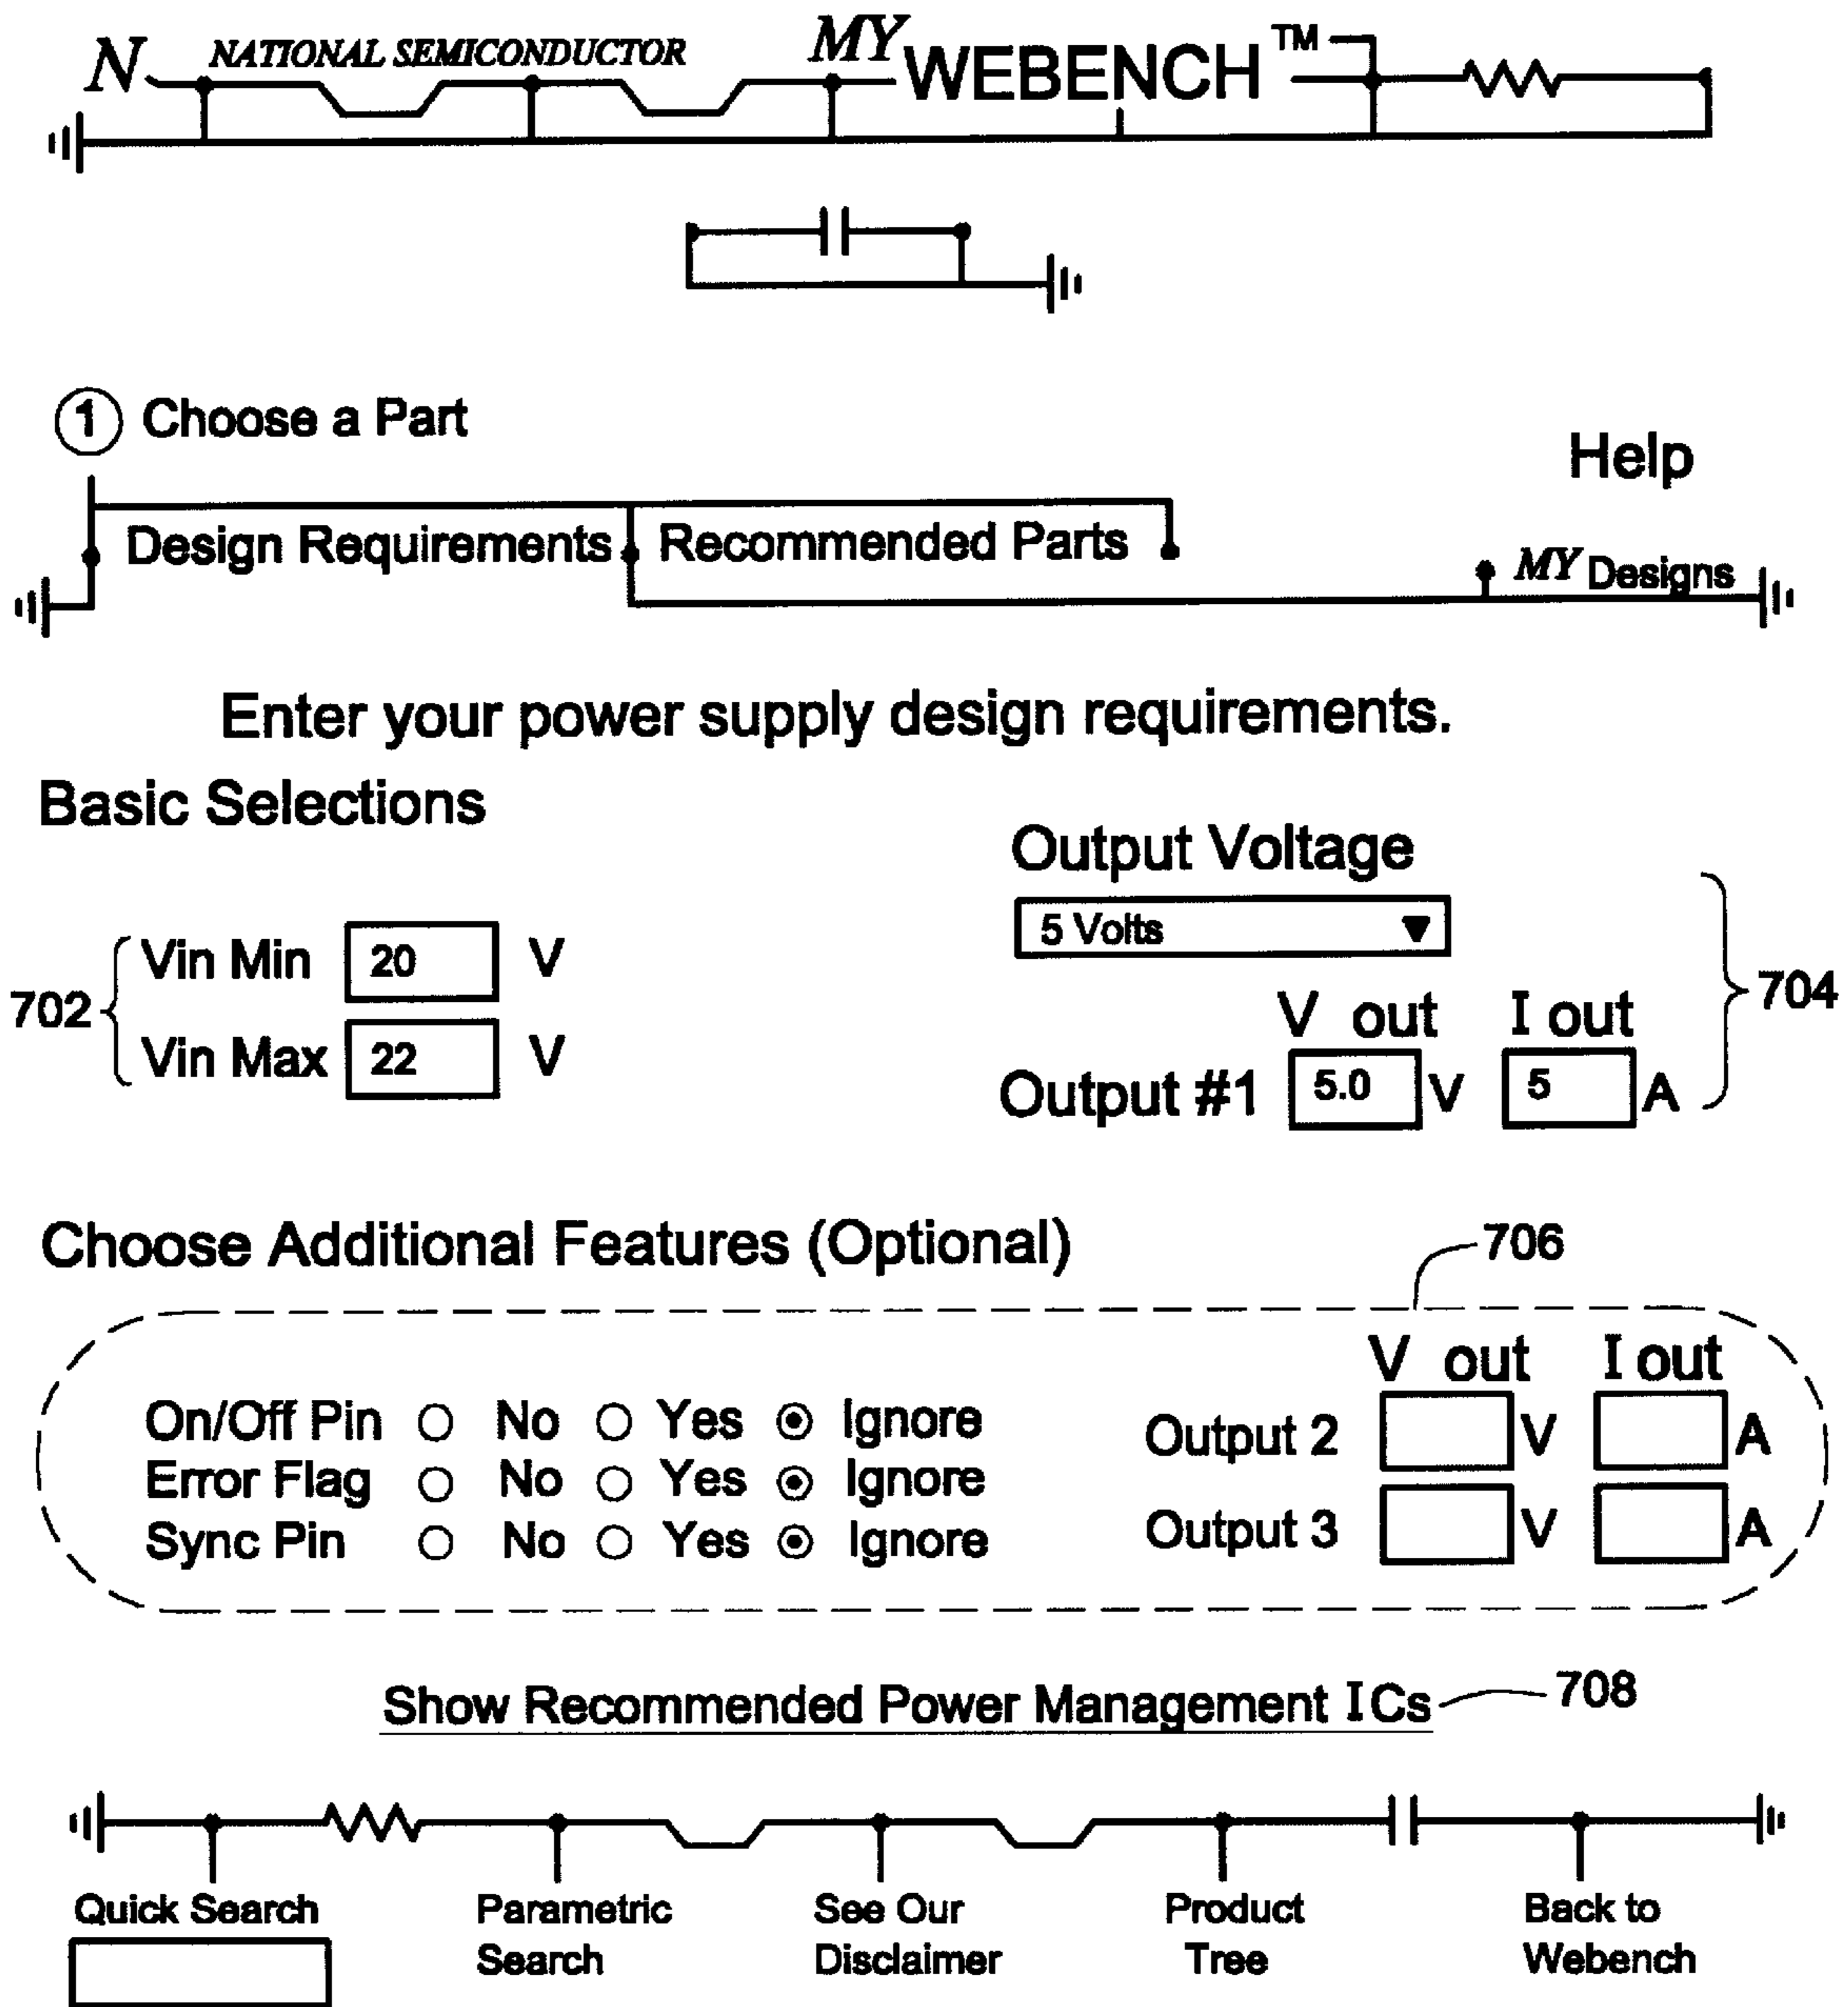 N NATIONAL SEMICONDUCTOR MY WEBENCH TM
1 Choose a Part
Help
Design Requirements Recommended Parts
MY Designs
Enter your power supply design requirements.
Basic Selections
Output Voltage
5 Volts
702 Vin Min 20 V
Vin Max 22 V
704
V out I out
Output #1 5.0 V 5 A
Choose Additional Features (Optional)
706
V out I out
On/Off Pin No Yes Ignore
Output 2 V A
Error Flag No Yes Ignore
Output 3 V A
Sync Pin No Yes Ignore
Show Recommended Power Management ICs 708
Quick Search
Parametric
Search
See Our
Disclaimer
Product
Tree
Back to
Webench